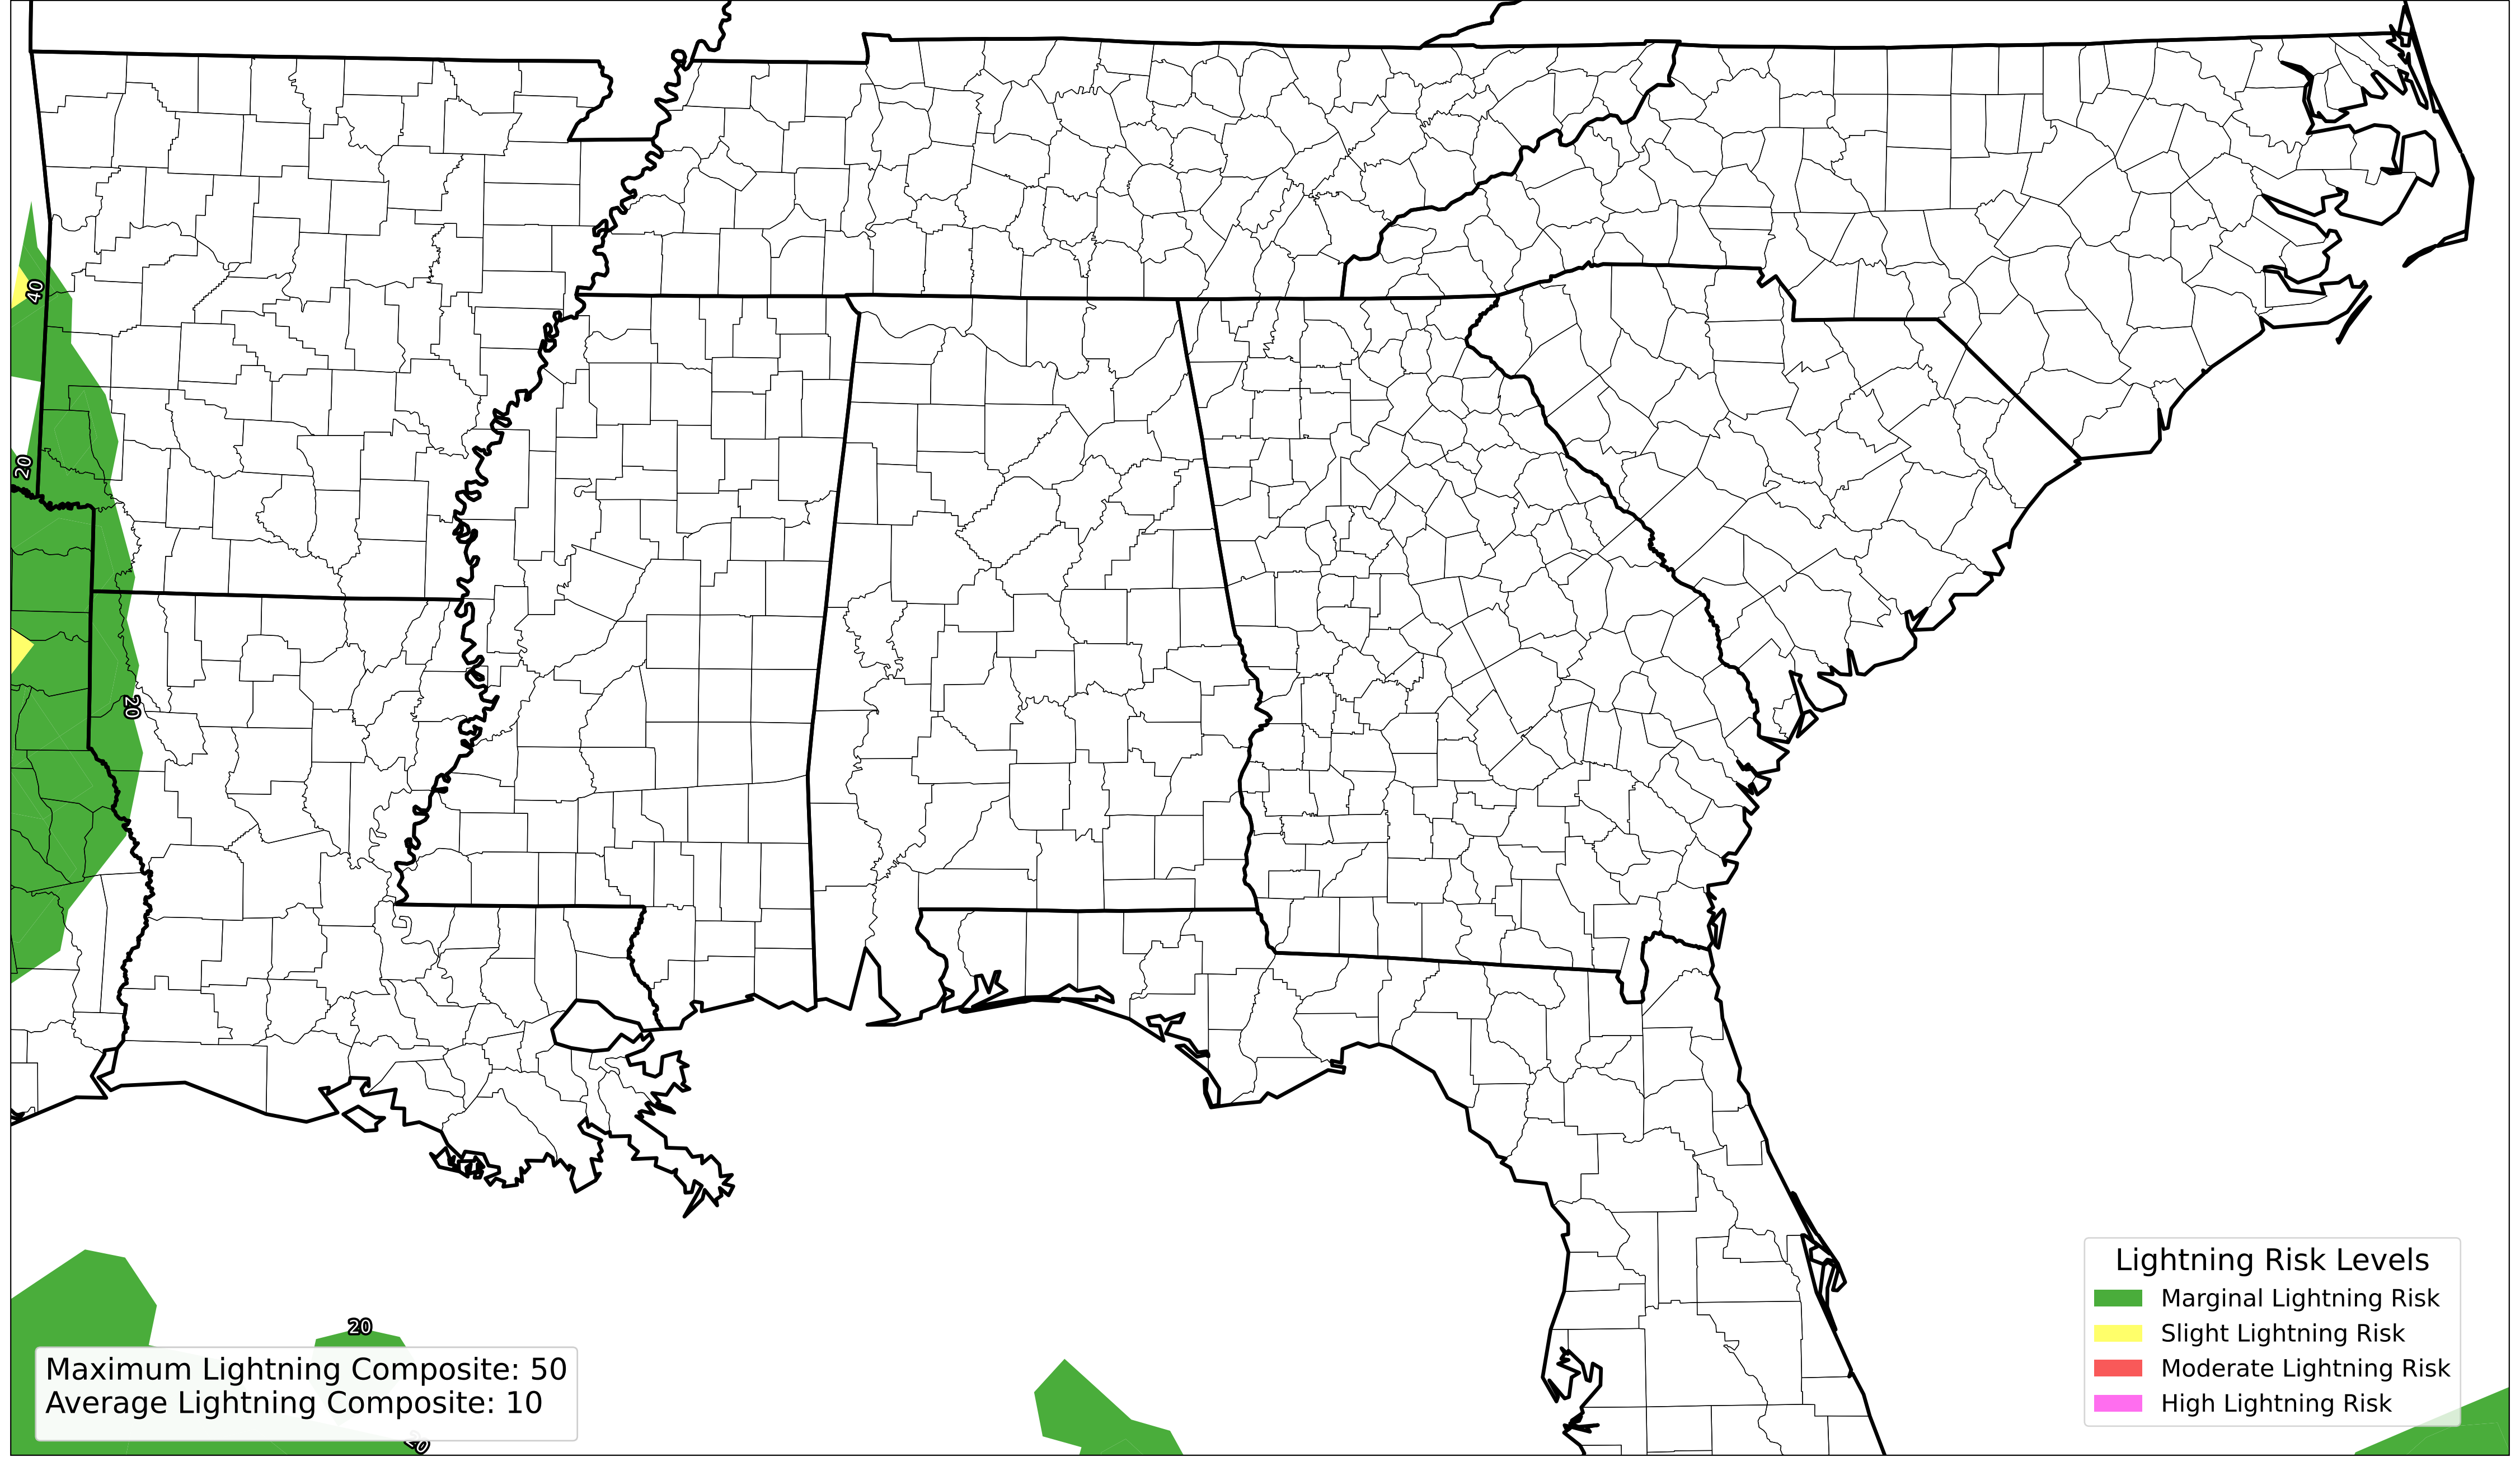 40
20
20
20
20
Maximum Lightning Composite: 50
Average Lightning Composite: 10
Lightning Risk Levels
Marginal Lightning Risk
Slight Lightning Risk
Moderate Lightning Risk
High Lightning Risk